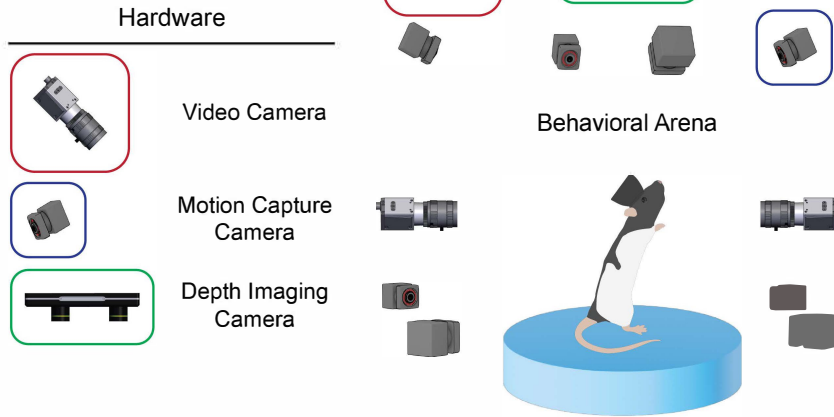 Hardware
Video Camera
Behavioral Arena
Motion Capture
Camera
Depth Imaging
Camera